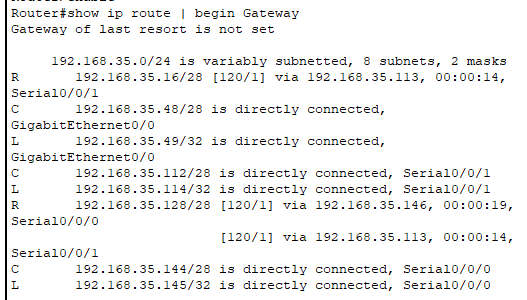 Router#show ip route | begin Gateway
Gateway of last resort is not set
192.168.35.0/24 is variably subnetted, 8 subnets, 2 masks
R 192.168.35.16/28 [120/1] via 192.168.35.113, 00:00:14,
Serial0/0/1
C 192.168.35.48/28 is directly connected,
GigabitEthernet0/0
L 192.168.35.49/32 is directly connected,
GigabitEthernet0/0
C 192.168.35.112/28 is directly connected, Serial0/0/1
L 192.168.35.114/32 is directly connected, Serial0/0/1
R 192.168.35.128/28 [120/1] via 192.168.35.146, 00:00:19,
Serial0/0/0
[120/1] via 192.168.35.113, 00:00:14,
Serial0/0/1
C 192.168.35.144/28 is directly connected, Serial0/0/0
L 192.168.35.145/32 is directly connected, Serial0/0/0